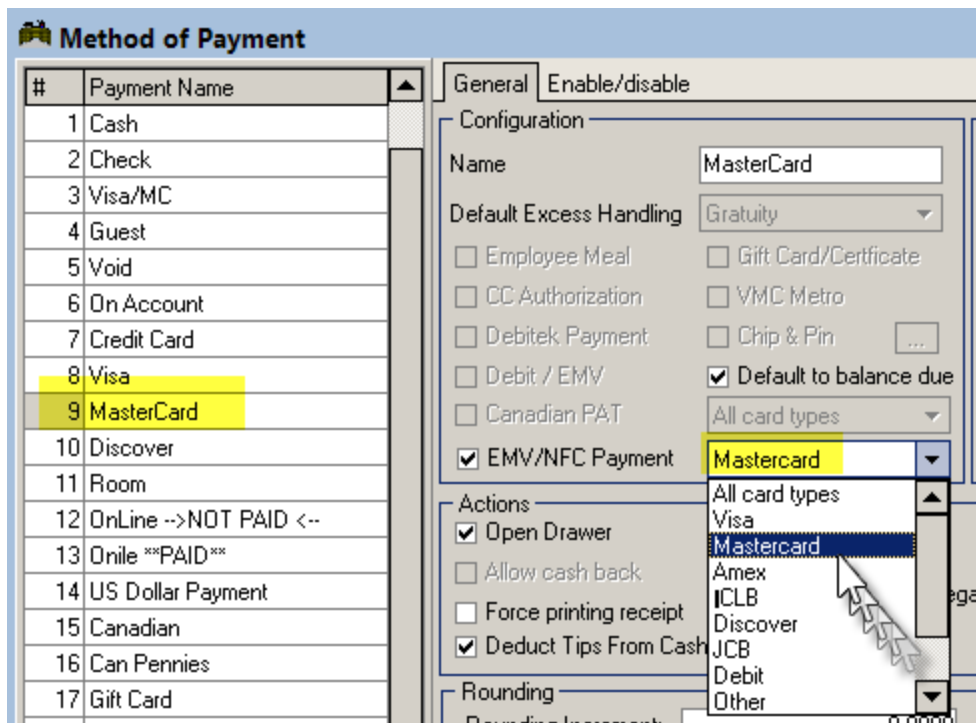 Method of Payment
# Payment Name
1 Cash
2 Check
3 Visa/MC
4 Guest
5 Void
6 On Account
7 Credit Card
8 Visa
9 MasterCard
10 Discover
11 Room
12 OnLine -->NOT PAID <--
13 Onile **PAID**
14 US Dollar Payment
15 Canadian
16 Can Pennies
17 Gift Card
General Enable/disable
Configuration
Name MasterCard
Default Excess Handling Gratuity
Employee Meal Gift Card/Certficate
CC Authorization VMC Metro
Debitek Payment Chip & Pin ...
Debit / EMV Default to balance due
Canadian PAT All card types
EMV/NFC Payment Mastercard
All card types
Visa
Mastercard
Amex
ICLB
Discover
JCB
Debit
Other
Actions
Open Drawer
Allow cash back
Force printing receipt
Deduct Tips From Cash
Rounding
Rounding Increment: 0.0000